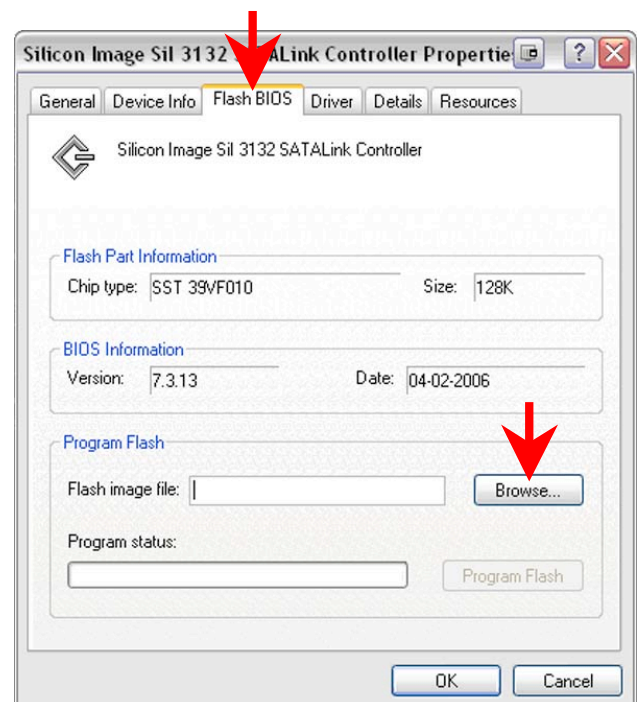 Silicon Image Sil 3132 SATALink Controller Propertie
General Device Info Flash BIOS Driver Details Resources
Silicon Image Sil 3132 SATALink Controller
Flash Part Information
Chip type: SST 39VF010 Size: 128K
BIOS Information
Version: 7.3.13 Date: 04-02-2006
Program Flash
Flash image file: Browse...
Program status:
Program Flash
OK Cancel